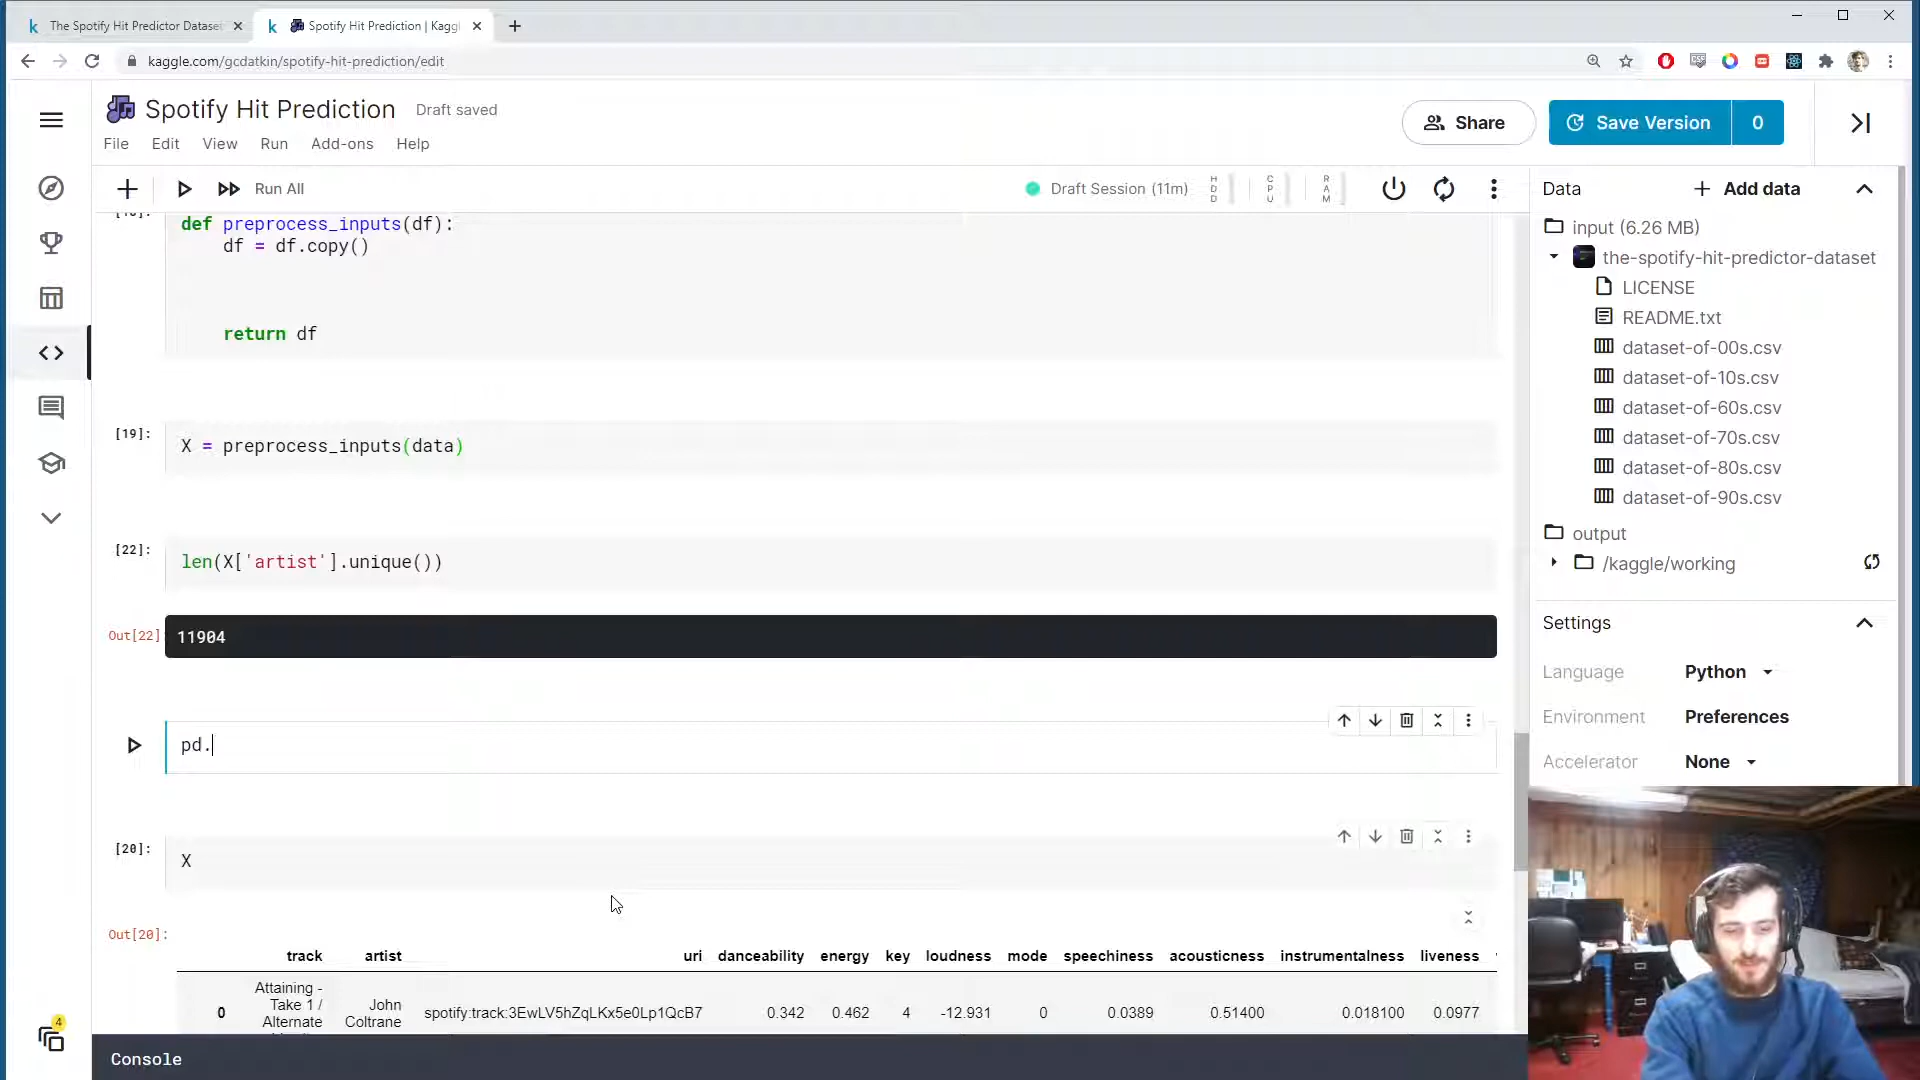 The Spotify Hit Predictor Dataset
Spotify Hit Prediction | Kaggl
kaggle.com/gcdatkin/spotify-hit-prediction/edit
Spotify Hit Prediction
Draft saved
Share
Save Version
0
File
Edit
View
Run
Add-ons
Help
Run All
Draft Session (11m)
HDD
CPU
RAM
Data
Add data
input (6.26 MB)
the-spotify-hit-predictor-dataset
LICENSE
README.txt
dataset-of-00s.csv
dataset-of-10s.csv
dataset-of-60s.csv
dataset-of-70s.csv
dataset-of-80s.csv
dataset-of-90s.csv
output
/kaggle/working
Settings
Language Python
Environment Preferences
Accelerator None
def preprocess_inputs(df):
df = df.copy()
return df
[19]:
X = preprocess_inputs(data)
[22]:
len(X['artist'].unique())
Out[22]
11904
pd.
[20]:
X
Out[20]:
track artist uri danceability energy key loudness mode speechiness acousticness instrumentalness liveness
0 Attaining - Take 1 / Alternate John Coltrane spotify:track:3EwLV5hZqLKx5e0Lp1QcB7 0.342 0.462 4 -12.931 0 0.0389 0.51400 0.018100 0.0977
4
Console